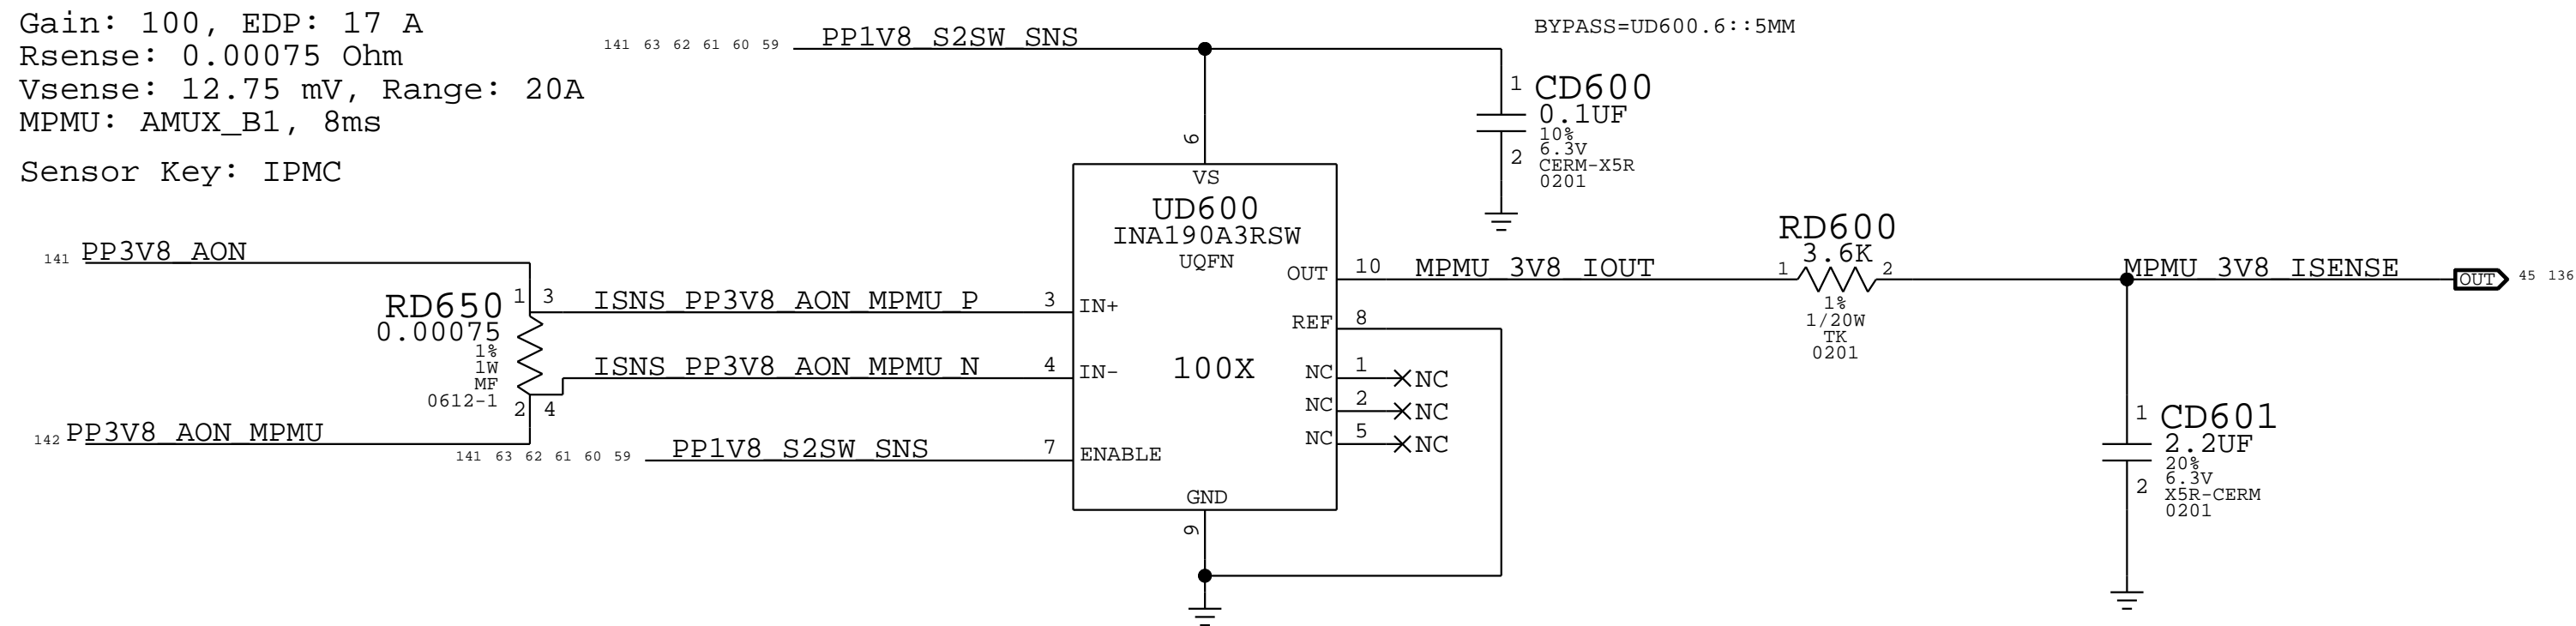 Gain: 100, EDP: 17 A
Rsense: 0.00075 Ohm
Vsense: 12.75 mV, Range: 20A
MPMU: AMUX_B1, 8ms
Sensor Key: IPMC
141 63 62 61 60 59 PP1V8_S2SW_SNS
BYPASS=UD600.6::5MM
1 CD600
0.1UF
10%
6.3V
2
CERM-X5R
0201
6
VS
UD600
INA190A3RSW
UQFN
100X
141 PP3V8_AON
1 3
RD650
0.00075
1%
1W
MF
0612-1
2 4
142 PP3V8_AON_MPMU
ISNS_PP3V8_AON_MPMU_P 3 IN+
ISNS_PP3V8_AON_MPMU_N 4 IN-
141 63 62 61 60 59 PP1V8_S2SW_SNS 7 ENABLE
GND
9
OUT 10 MPMU_3V8_IOUT
REF 8
NC 1 NC
NC 2 NC
NC 5 NC
RD600
3.6K
1 2
1%
1/20W
TK
0201
MPMU_3V8_ISENSE OUT 45 136
1 CD601
2.2UF
20%
6.3V
2
X5R-CERM
0201